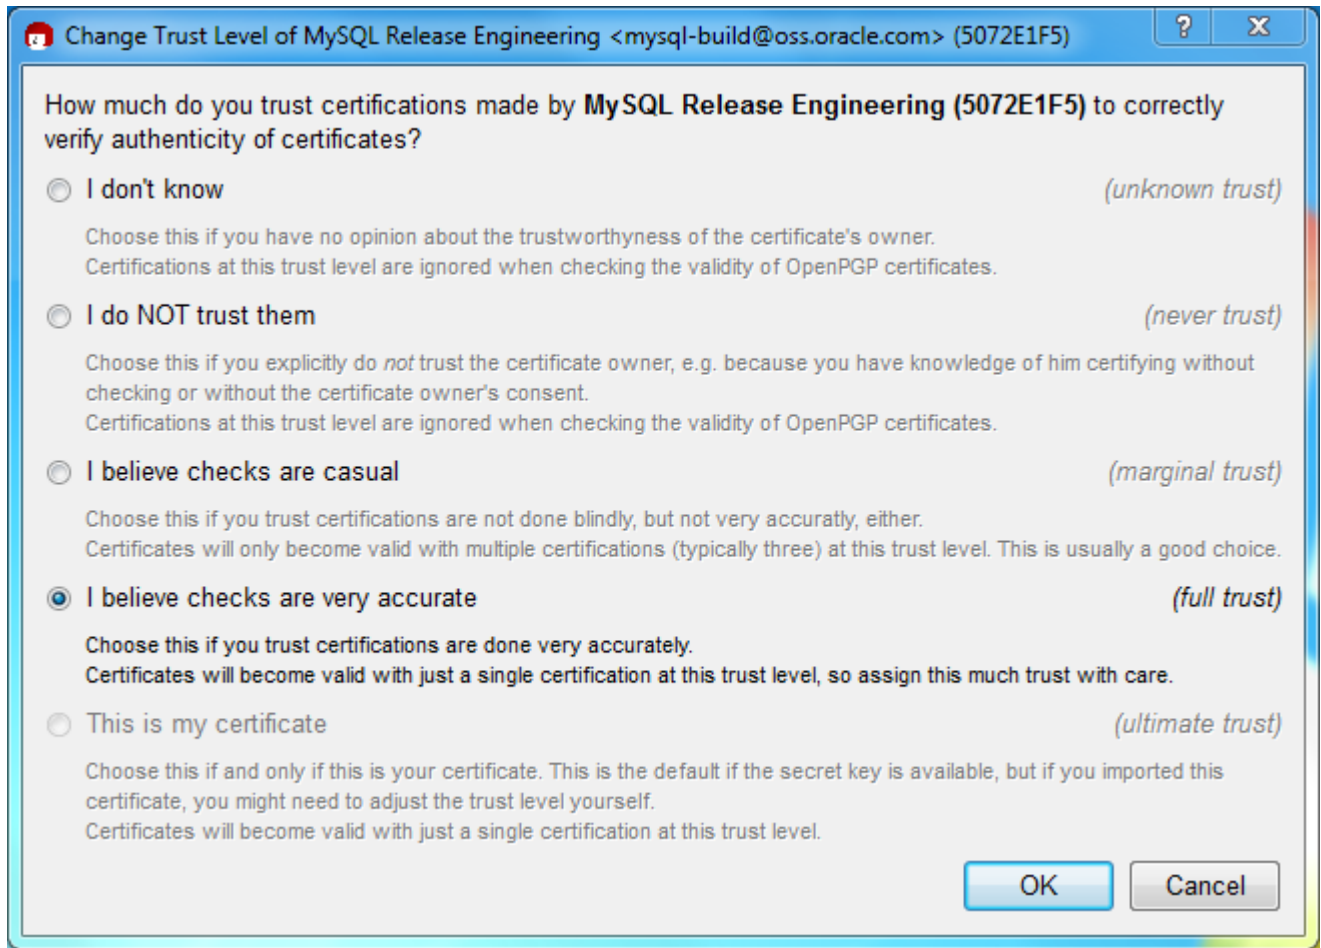 Change Trust Level of MySQL Release Engineering <mysql-build@oss.oracle.com> (5072E1F5)
How much do you trust certifications made by MySQL Release Engineering (5072E1F5) to correctly
verify authenticity of certificates?
I don't know (unknown trust)
Choose this if you have no opinion about the trustworthyness of the certificate's owner.
Certifications at this trust level are ignored when checking the validity of OpenPGP certificates.
I do NOT trust them (never trust)
Choose this if you explicitly do not trust the certificate owner, e.g. because you have knowledge of him certifying without
checking or without the certificate owner's consent.
Certifications at this trust level are ignored when checking the validity of OpenPGP certificates.
I believe checks are casual (marginal trust)
Choose this if you trust certifications are not done blindly, but not very accuratly, either.
Certificates will only become valid with multiple certifications (typically three) at this trust level. This is usually a good choice.
I believe checks are very accurate (full trust)
Choose this if you trust certifications are done very accurately.
Certificates will become valid with just a single certification at this trust level, so assign this much trust with care.
This is my certificate (ultimate trust)
Choose this if and only if this is your certificate. This is the default if the secret key is available, but if you imported this
certificate, you might need to adjust the trust level yourself.
Certificates will become valid with just a single certification at this trust level.
OK Cancel